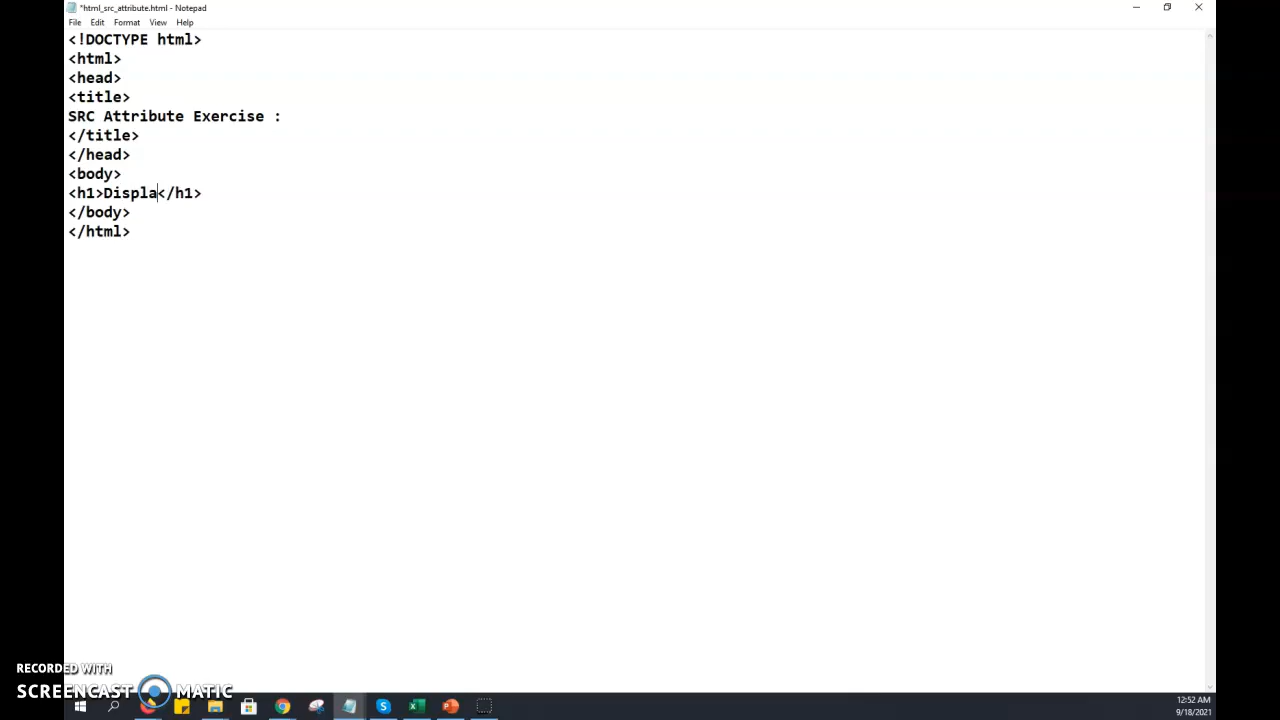 *html_src_attribute.html - Notepad
File Edit Format View Help
<!DOCTYPE html>
<html>
<head>
<title>
SRC Attribute Exercise :
</title>
</head>
<body>
<h1>Displa</h1>
</body>
</html>
RECORDED WITH
SCREENCAST MATIC
12:52 AM
9/18/2021